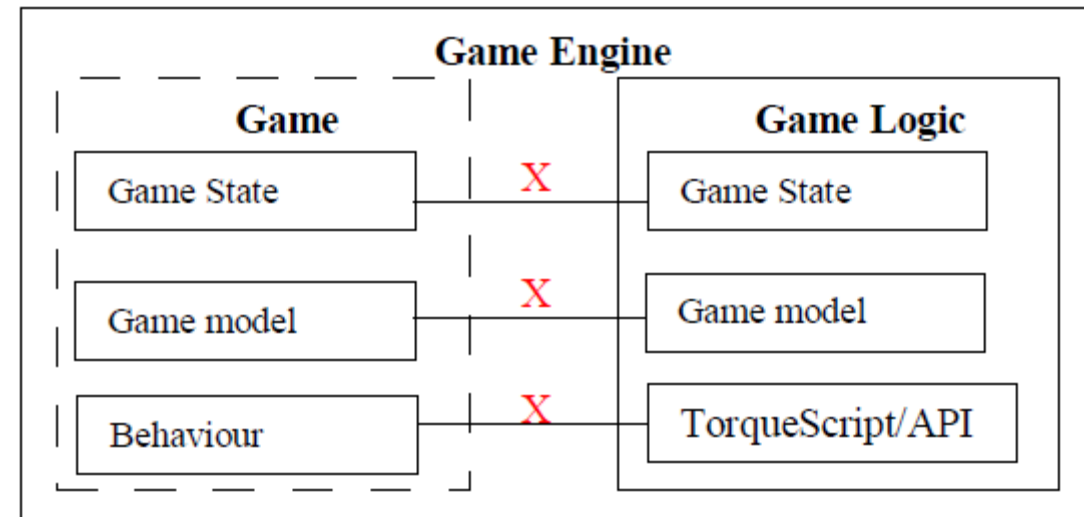 Game Engine
Game
Game Logic
Game State
X
Game State
Game model
X
Game model
Behaviour
X
TorqueScript/API